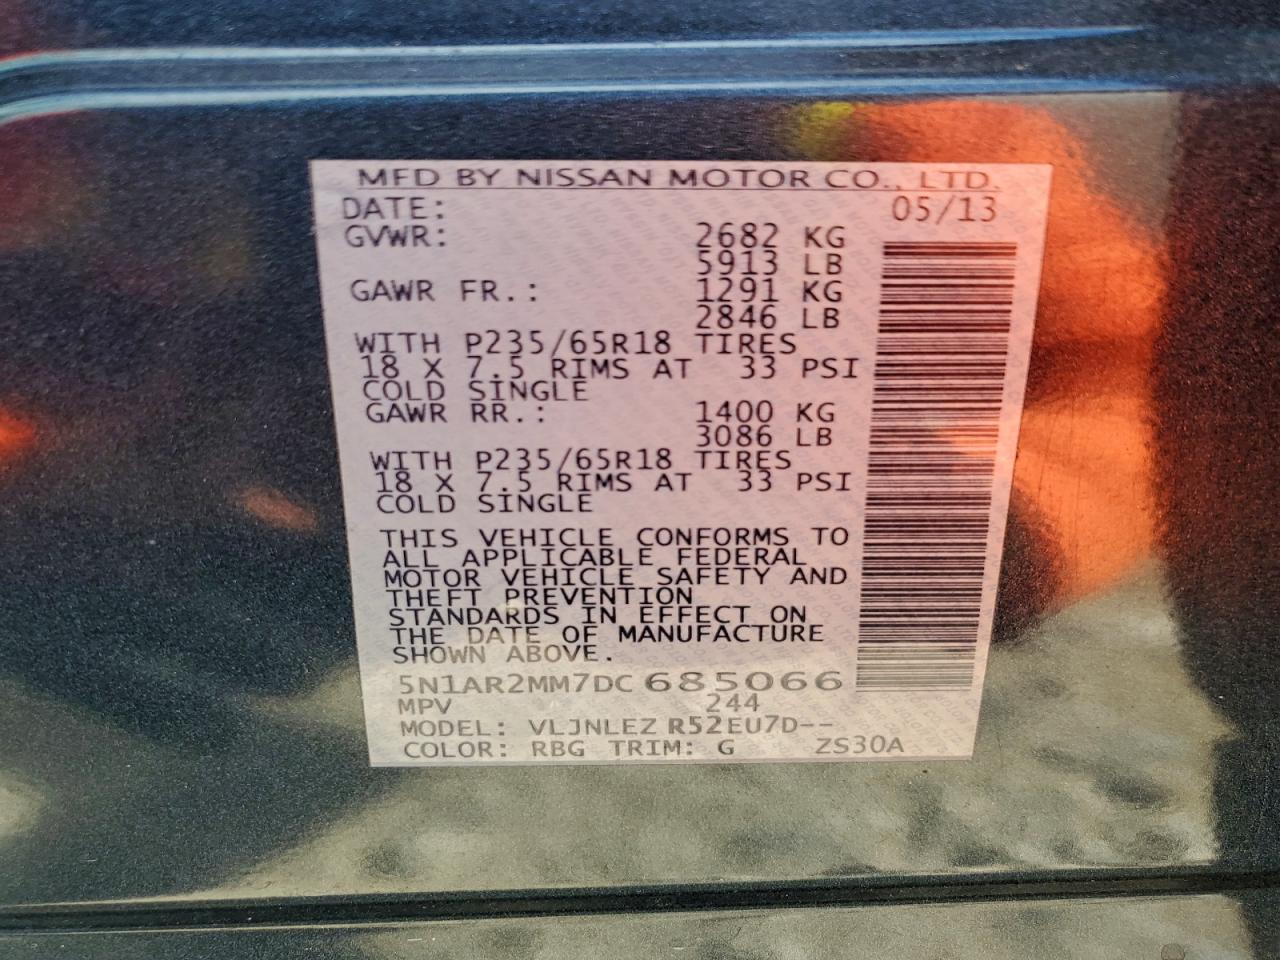 MFD BY NISSAN MOTOR CO., LTD.
DATE: 05/13
GVWR: 2682 KG
5913 LB
GAWR FR.: 1291 KG
2846 LB
WITH P235/65R18 TIRES
18 X 7.5 RIMS AT 33 PSI
COLD SINGLE
GAWR RR.: 1400 KG
3086 LB
WITH P235/65R18 TIRES
18 X 7.5 RIMS AT 33 PSI
COLD SINGLE
THIS VEHICLE CONFORMS TO
ALL APPLICABLE FEDERAL
MOTOR VEHICLE SAFETY AND
THEFT PREVENTION
STANDARDS IN EFFECT ON
THE DATE OF MANUFACTURE
SHOWN ABOVE.
5N1AR2MM7DC 685066
MPV 244
MODEL: VLJNLEZ R52EU7D--
COLOR: RBG TRIM: G ZS30A